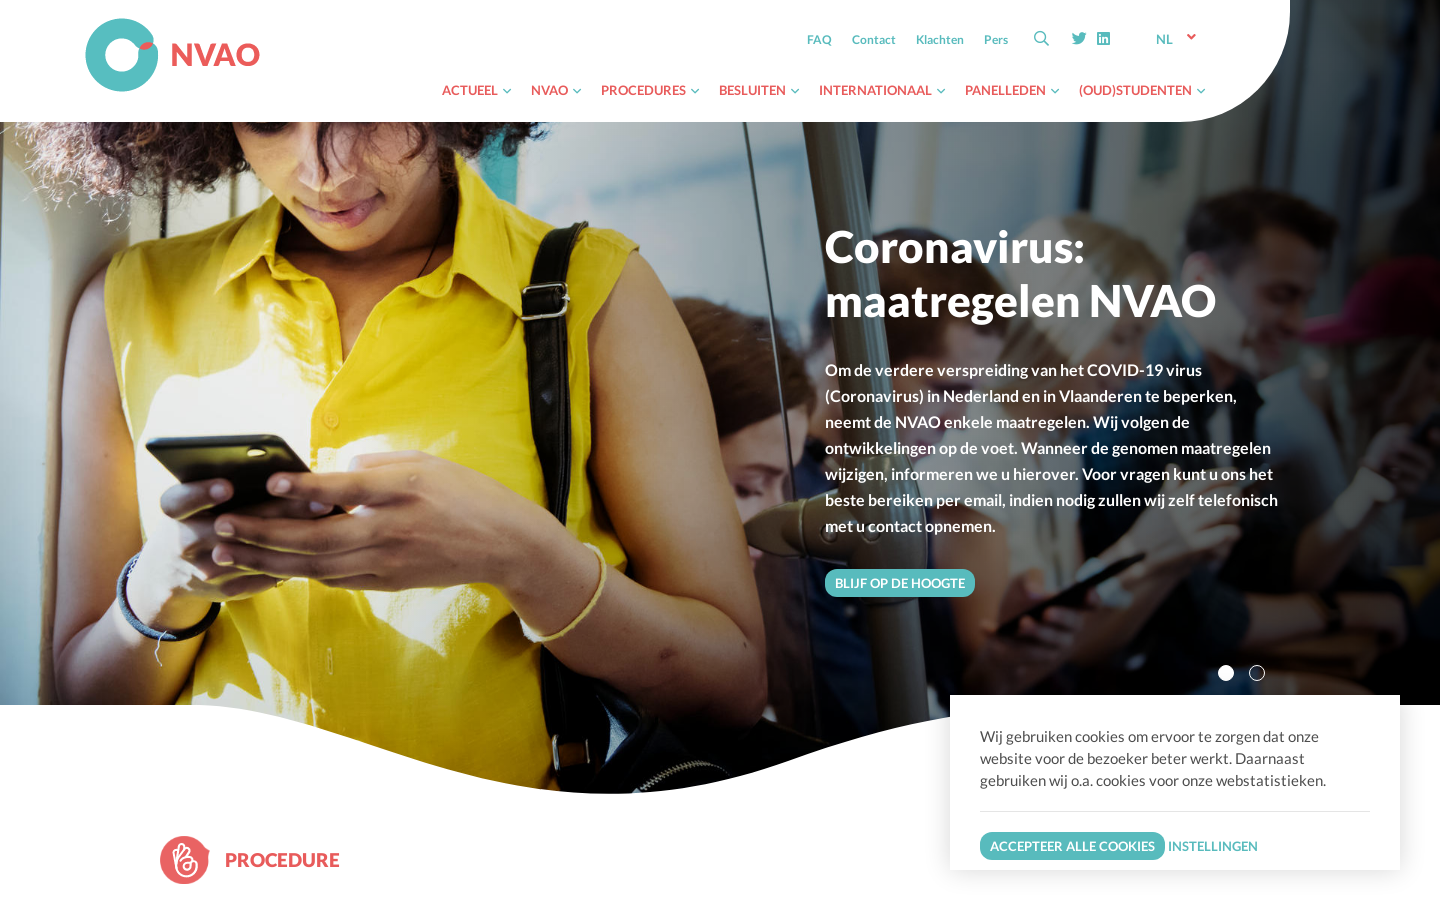 NVAO
FAQ Contact Klachten Pers NL
ACTUEEL NVAO PROCEDURES BESLUITEN INTERNATIONAAL PANELLEDEN (OUD)STUDENTEN
Coronavirus:
maatregelen NVAO
Om de verdere verspreiding van het COVID-19 virus
(Coronavirus) in Nederland en in Vlaanderen te beperken,
neemt de NVAO enkele maatregelen. Wij volgen de
ontwikkelingen op de voet. Wanneer de genomen maatregelen
wijzigen, informeren we u hierover. Voor vragen kunt u ons het
beste bereiken per email, indien nodig zullen wij zelf telefonisch
met u contact opnemen.
BLIJF OP DE HOOGTE
Wij gebruiken cookies om ervoor te zorgen dat onze
website voor de bezoeker beter werkt. Daarnaast
gebruiken wij o.a. cookies voor onze webstatistieken.
ACCEPTEER ALLE COOKIES INSTELLINGEN
PROCEDURE